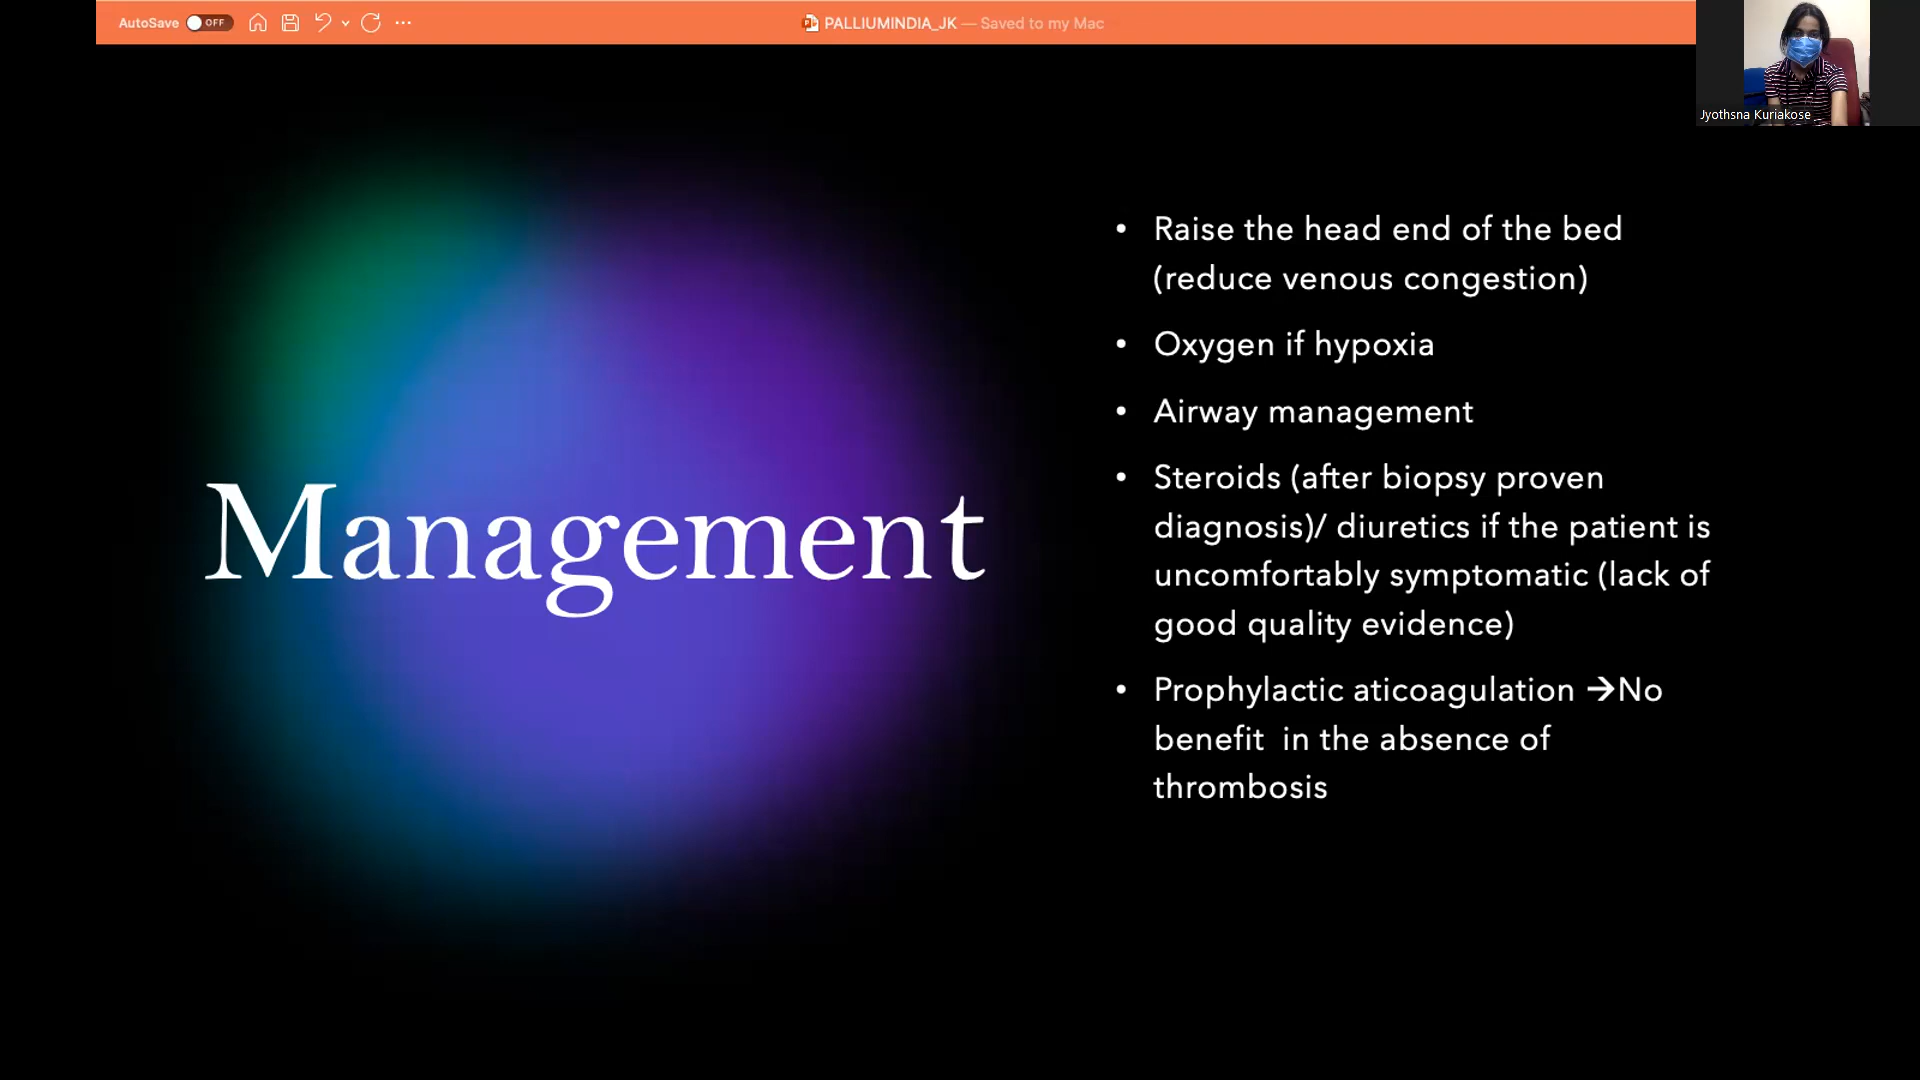 AutoSave OFF
PALLIUMINDIA_JK — Saved to my Mac
Jyothsna Kuriakose
Management
• Raise the head end of the bed
(reduce venous congestion)
• Oxygen if hypoxia
• Airway management
• Steroids (after biopsy proven
diagnosis)/ diuretics if the patient is
uncomfortably symptomatic (lack of
good quality evidence)
• Prophylactic aticoagulation →No
benefit  in the absence of
thrombosis